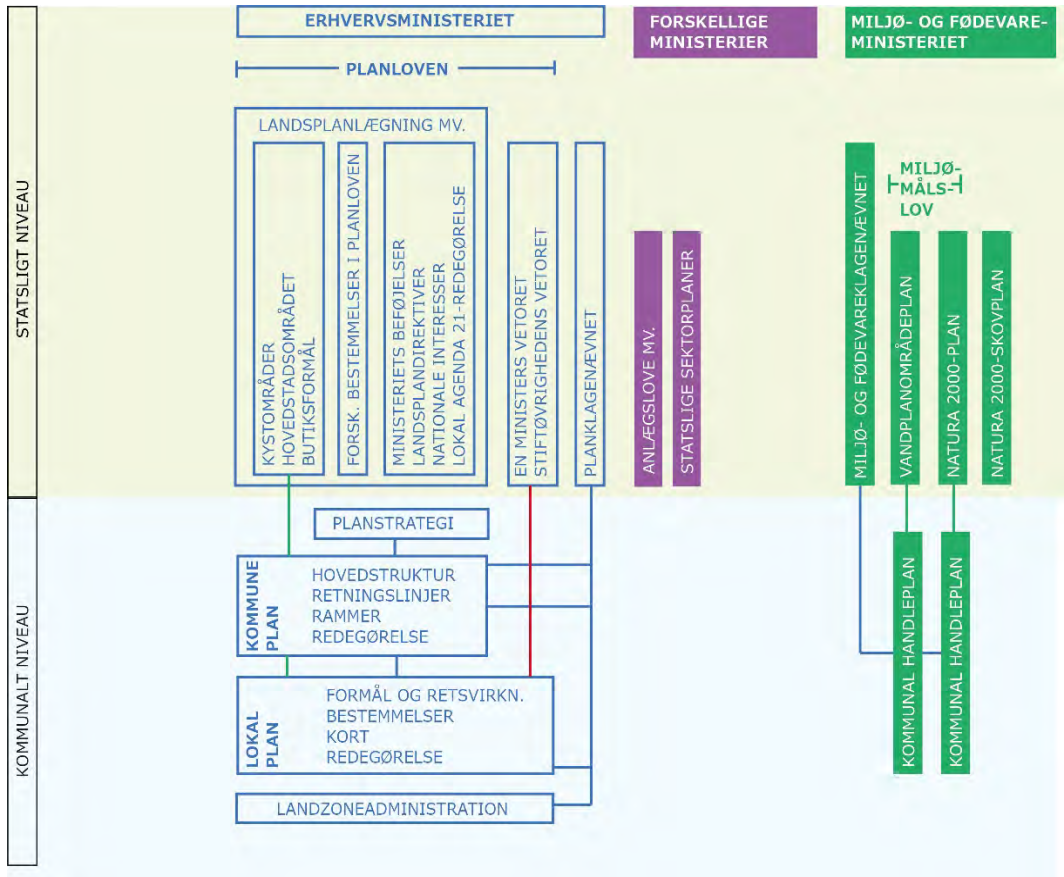 ERHVERVSMINISTERIET
FORSKELLIGE
MINISTERIER
MILJØ- OG FØDEVARE-
MINISTERIET
PLANLOVEN
STATSLIGT NIVEAU
LANDSPLANLÆGNING MV.
KYSTOMRÅDER
HOVEDSTADSOMRÅDET
BUTIKSFORMÅL
FORSK. BESTEMMELSER I PLANLOVEN
MINISTERIETS BEFØJELSER
LANDSPLANDIREKTIVER
NATIONALE INTERESSER
LOKAL AGENDA 21-REDEGØRELSE
EN MINISTERS VETORET
STIFTØVRIGHEDENS VETORET
PLANKLAGENÆVNET
ANLÆGSLOVE MV.
STATSLIGE SEKTORPLANER
MILJØ- OG FØDEVAREKLAGENÆVNET
MILJØ-
MÅLS-
LOV
VANDPLANOMRÅDEPLAN
NATURA 2000-PLAN
NATURA 2000-SKOVPLAN
KOMMUNALT NIVEAU
PLANSTRATEGI
KOMMUNE
PLAN
HOVEDSTRUKTUR
RETNINGSLINJER
RAMMER
REDEGØRELSE
LOKAL
PLAN
FORMÅL OG RETSVIRKN.
BESTEMMELSER
KORT
REDEGØRELSE
LANDZONEADMINISTRATION
KOMMUNAL HANDLEPLAN
KOMMUNAL HANDLEPLAN